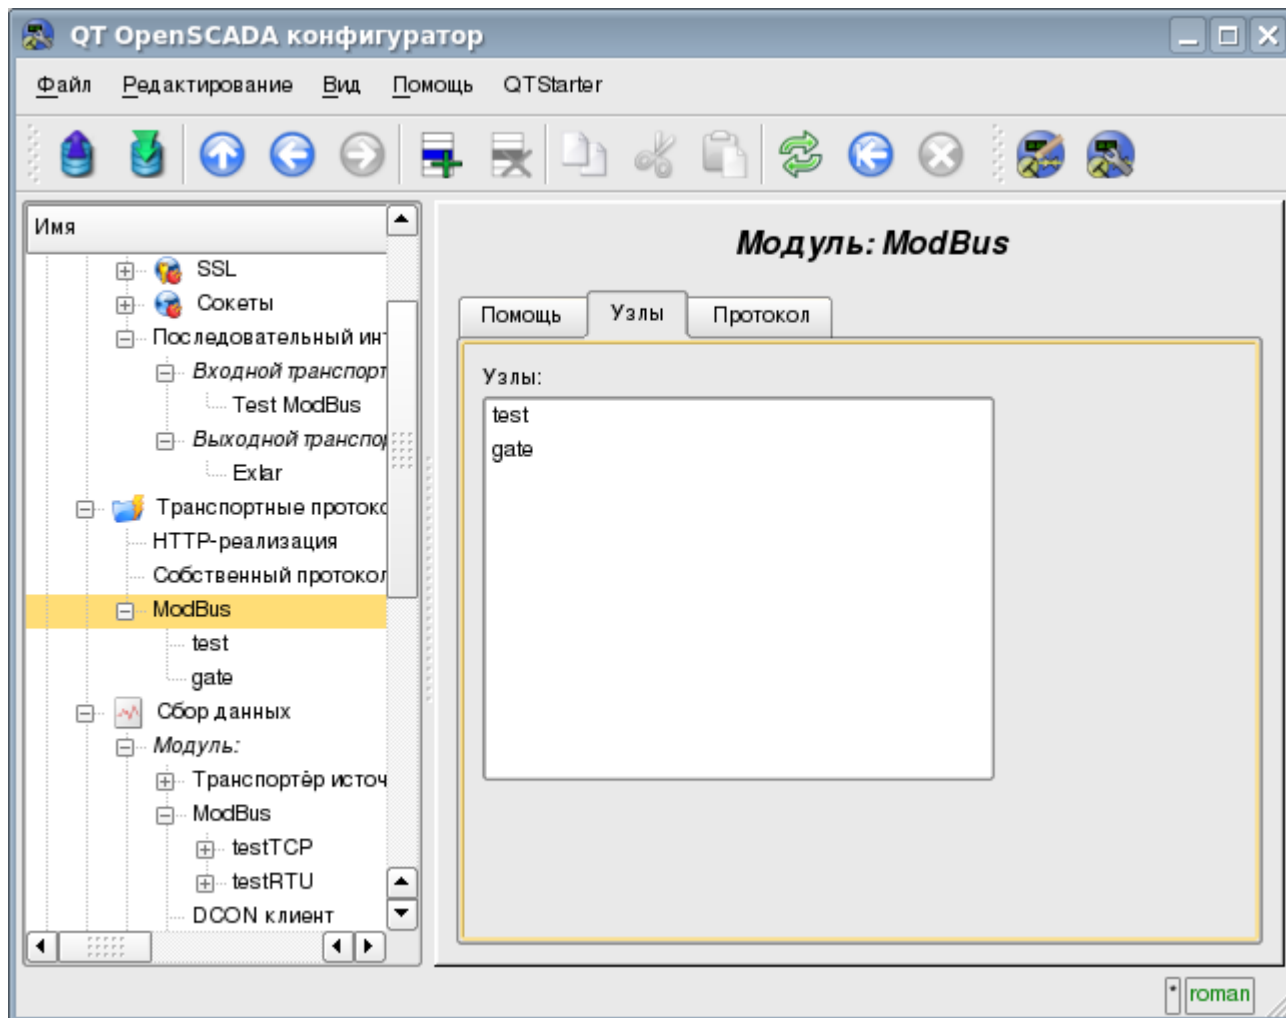 QT OpenSCADA конфигуратор
Файл Редактирование Вид Помощь QTStarter
Имя
SSL
Сокеты
Последовательный инт
Входной транспорт
Test ModBus
Выходной транспор
Exlar
Транспортные протоко
HTTP-реализация
Собственный протокол
ModBus
test
gate
Сбор данных
Модуль:
Транспортёр источ
ModBus
testTCP
testRTU
DCON клиент
Модуль: ModBus
Помощь Узлы Протокол
Узлы:
test
gate
* roman